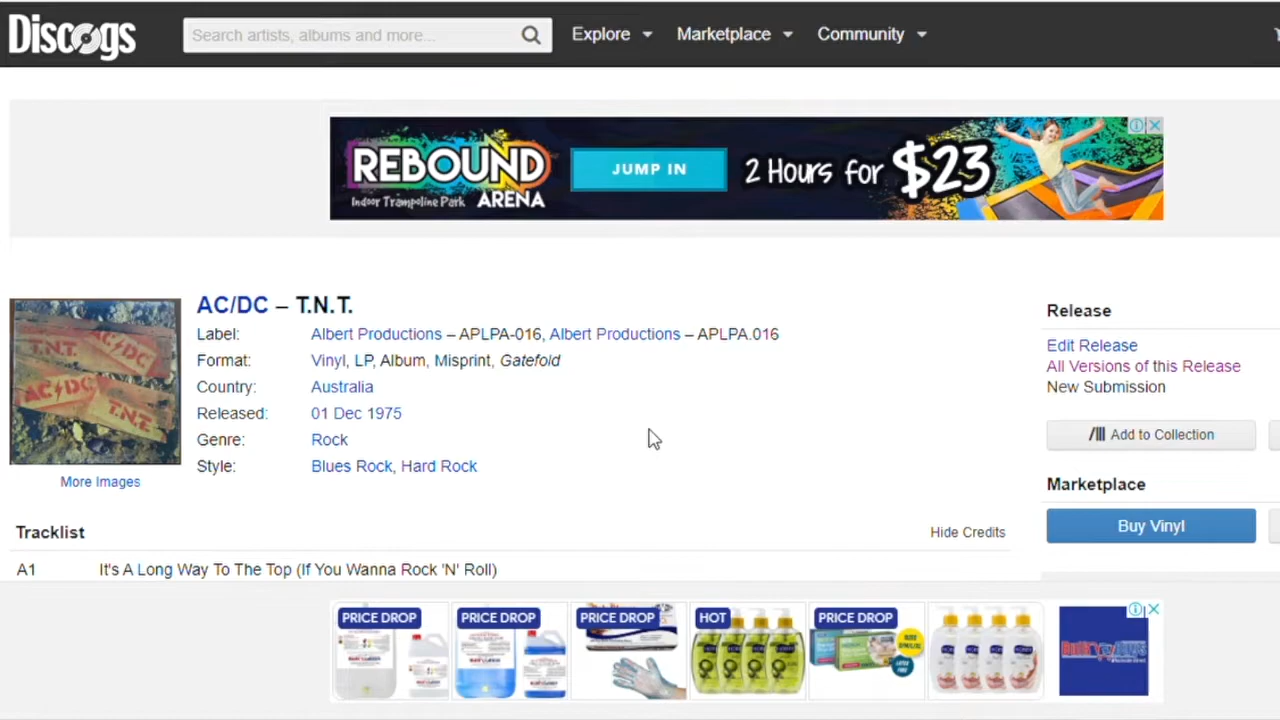 Discogs
Search artists, albums and more...
Explore
Marketplace
Community
REBOUND
Indoor Trampoline Park ARENA
JUMP IN
2 Hours for $23
AC/DC – T.N.T.
Label: Albert Productions – APLPA-016, Albert Productions – APLPA.016
Format: Vinyl, LP, Album, Misprint, Gatefold
Country: Australia
Released: 01 Dec 1975
Genre: Rock
Style: Blues Rock, Hard Rock
T.N.T. AC/DC
AC/DC T.N.T.
More Images
Release
Edit Release
All Versions of this Release
New Submission
Add to Collection
Marketplace
Buy Vinyl
Tracklist
Hide Credits
A1 It's A Long Way To The Top (If You Wanna Rock 'N' Roll)
PRICE DROP
PRICE DROP
PRICE DROP
HOT
PRICE DROP